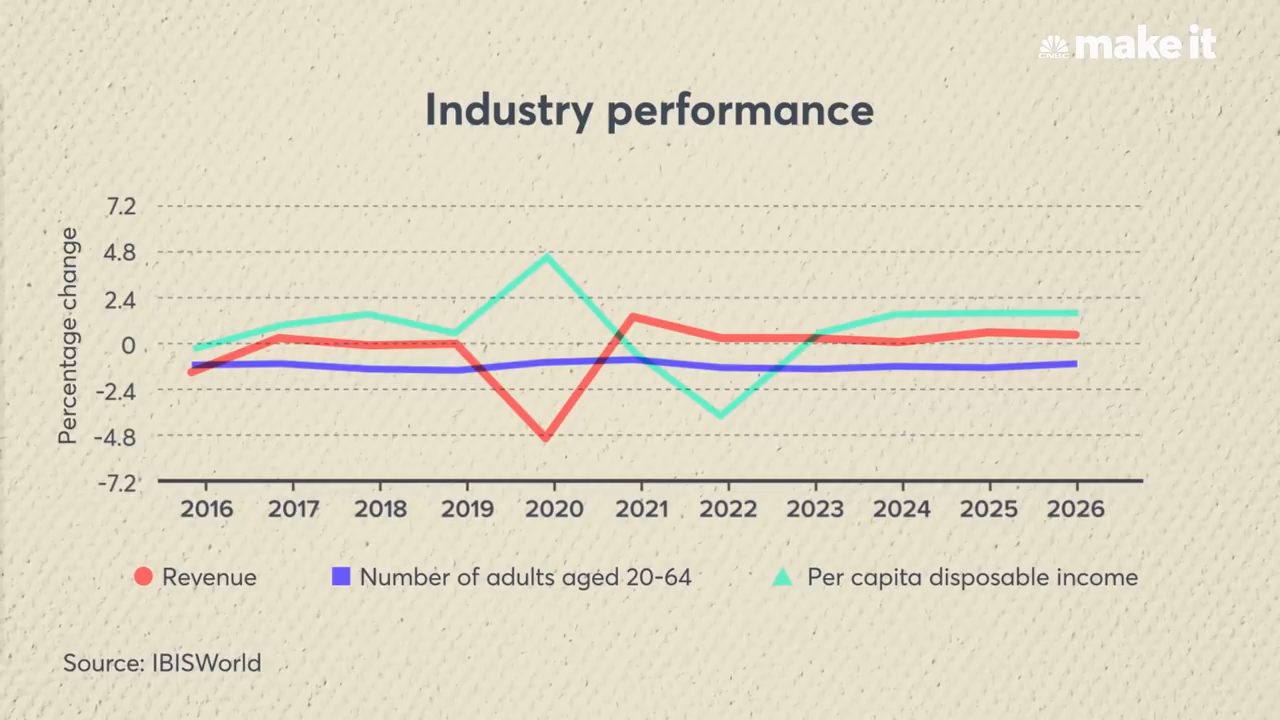 CNBC make it
Industry performance
Percentage change
7.2
4.8
2.4
0
-2.4
-4.8
-7.2
2016 2017 2018 2019 2020 2021 2022 2023 2024 2025 2026
Revenue Number of adults aged 20-64 Per capita disposable income
Source: IBISWorld